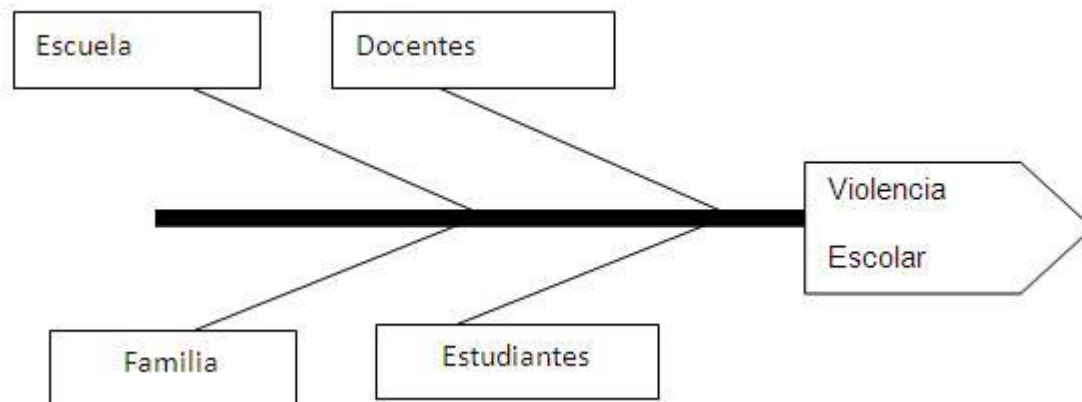 Escuela
Docentes
Violencia
Escolar
Familia
Estudiantes